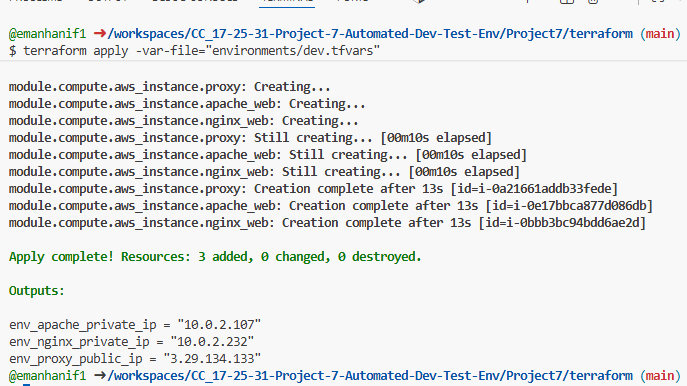 @emanhanif1 ➜/workspaces/CC_17-25-31-Project-7-Automated-Dev-Test-Env/Project7/terraform (main)
$ terraform apply -var-file="environments/dev.tfvars"
module.compute.aws_instance.proxy: Creating...
module.compute.aws_instance.apache_web: Creating...
module.compute.aws_instance.nginx_web: Creating...
module.compute.aws_instance.proxy: Still creating... [00m10s elapsed]
module.compute.aws_instance.apache_web: Still creating... [00m10s elapsed]
module.compute.aws_instance.nginx_web: Still creating... [00m10s elapsed]
module.compute.aws_instance.proxy: Creation complete after 13s [id=i-0a21661addb33fede]
module.compute.aws_instance.apache_web: Creation complete after 13s [id=i-0e17bbca877d086db]
module.compute.aws_instance.nginx_web: Creation complete after 13s [id=i-0bbb3bc94bdd6ae2d]
Apply complete! Resources: 3 added, 0 changed, 0 destroyed.
Outputs:
env_apache_private_ip = "10.0.2.107"
env_nginx_private_ip = "10.0.2.232"
env_proxy_public_ip = "3.29.134.133"
@emanhanif1 ➜/workspaces/CC_17-25-31-Project-7-Automated-Dev-Test-Env/Project7/terraform (main)